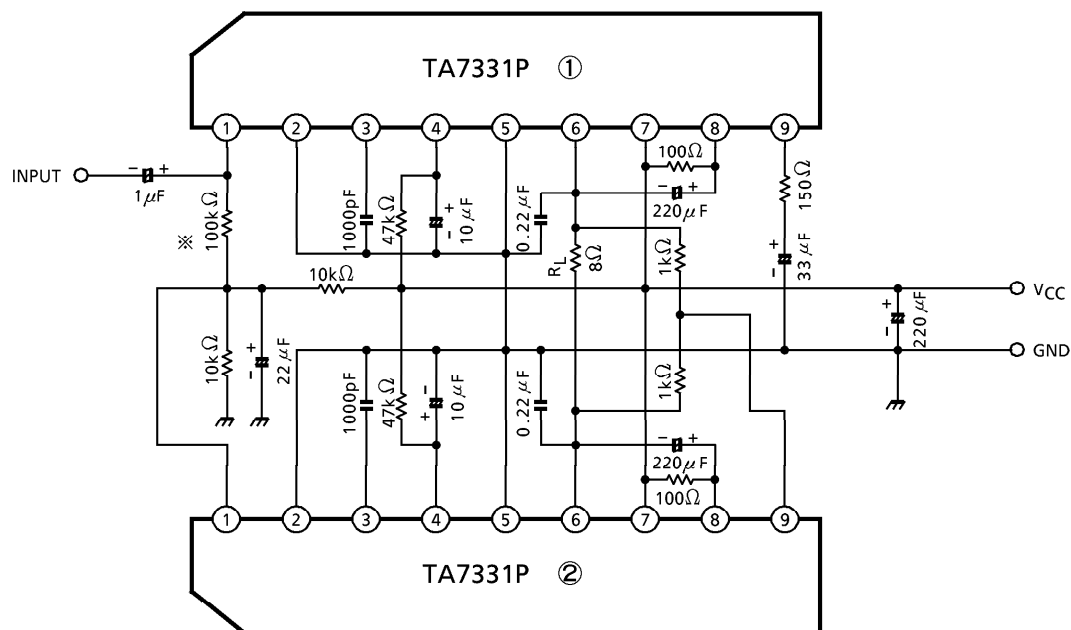 TA7331P ①
1 2 3 4 5 6 7 8 9
INPUT
1μF
※ 100kΩ
1000pF
47kΩ
10μF
0.22μF
100Ω
220μF
150Ω
33μF
RL 8Ω
1kΩ
10kΩ
VCC
220μF
GND
10kΩ
22μF
1000pF
47kΩ
10μF
0.22μF
1kΩ
220μF
100Ω
1 2 3 4 5 6 7 8 9
TA7331P ②